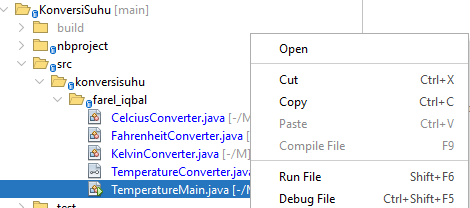 KonversiSuhu [main]
build
nbproject
src
konversisuhu
farel_iqbal
CelciusConverter.java [-/M
FahrenheitConverter.java
KelvinConverter.java [-/M]
TemperatureConverter.java
TemperatureMain.java [-/M
test
Open
Cut Ctrl+X
Copy Ctrl+C
Paste Ctrl+V
Compile File F9
Run File Shift+F6
Debug File Ctrl+Shift+F5